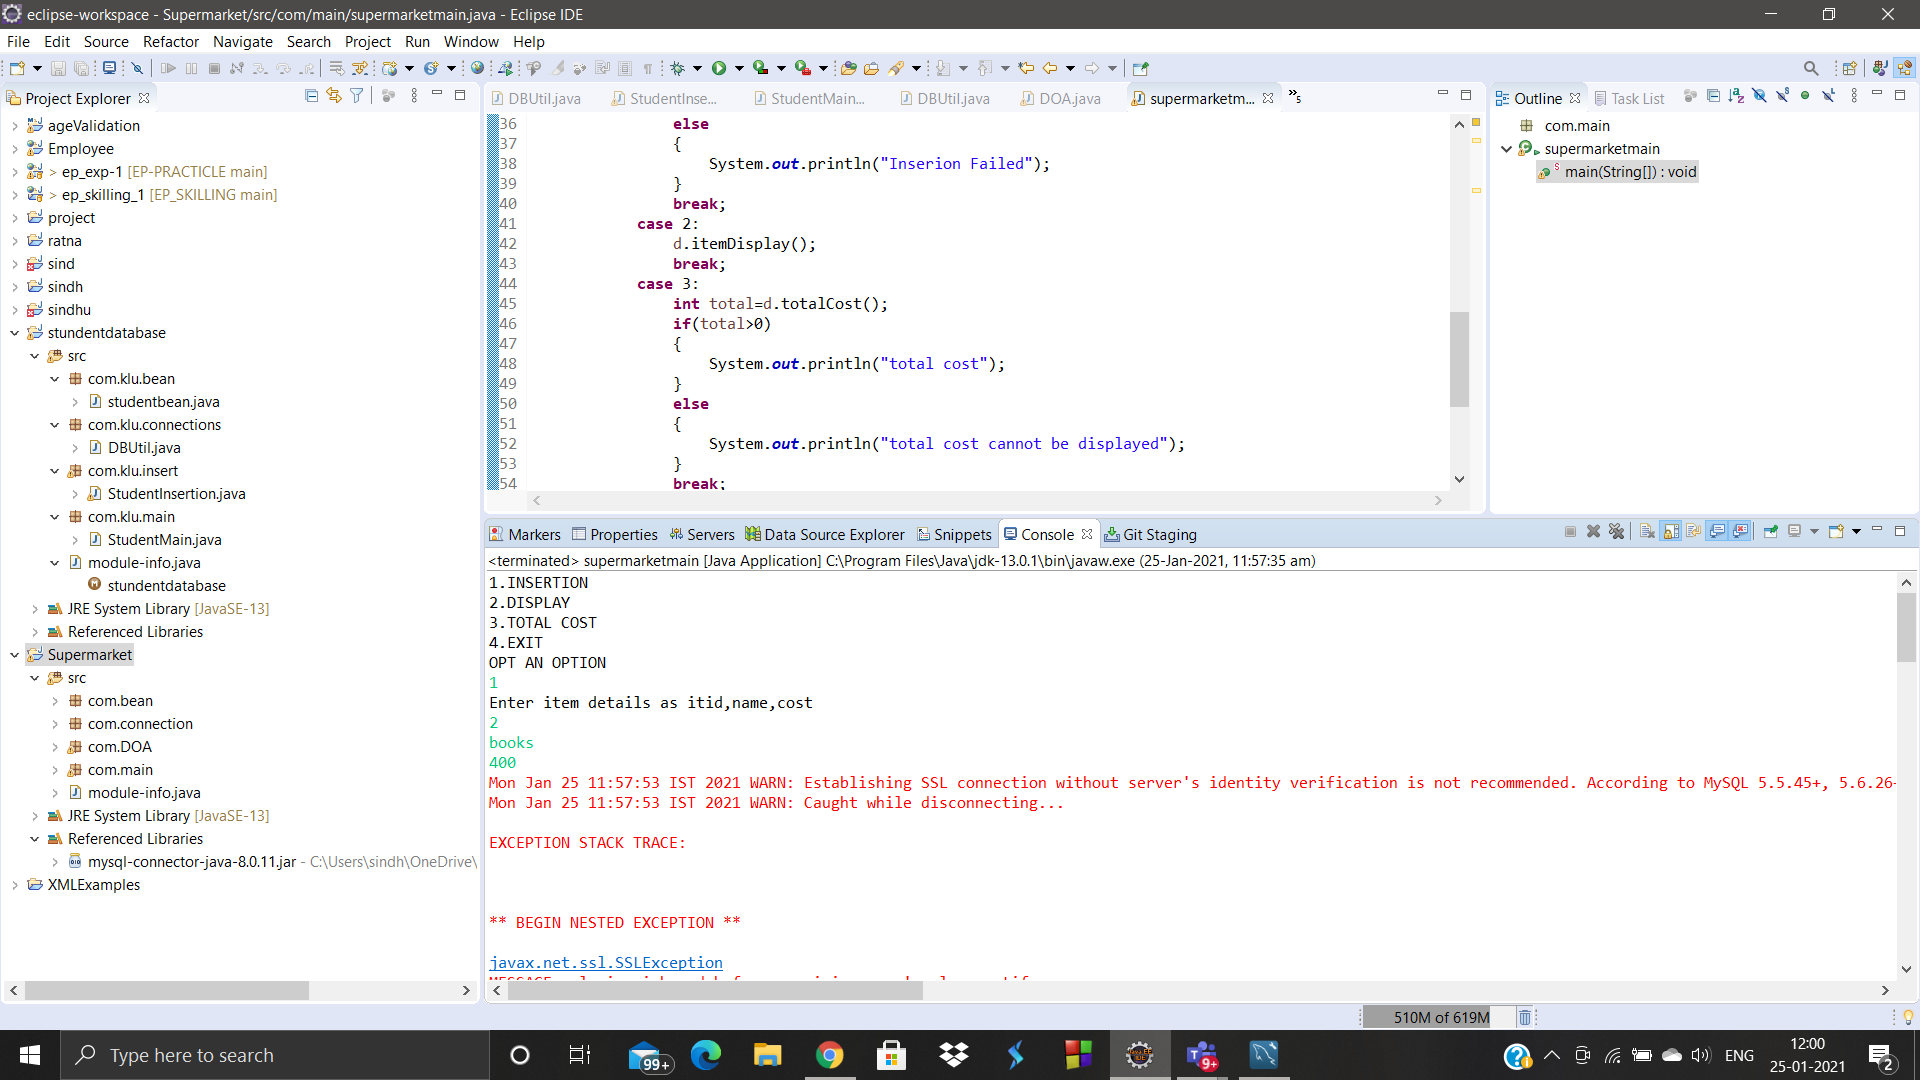 eclipse-workspace - Supermarket/src/com/main/supermarketmain.java - Eclipse IDE
File Edit Source Refactor Navigate Search Project Run Window Help
Project Explorer
ageValidation
Employee
> ep_exp-1 [EP-PRACTICLE main]
> ep_skilling_1 [EP_SKILLING main]
project
ratna
sind
sindh
sindhu
stundentdatabase
src
com.klu.bean
studentbean.java
com.klu.connections
DBUtil.java
com.klu.insert
StudentInsertion.java
com.klu.main
StudentMain.java
module-info.java
stundentdatabase
JRE System Library [JavaSE-13]
Referenced Libraries
Supermarket
src
com.bean
com.connection
com.DOA
com.main
module-info.java
JRE System Library [JavaSE-13]
Referenced Libraries
mysql-connector-java-8.0.11.jar - C:\Users\sindh\OneDrive\
XMLExamples
DBUtil.java StudentInse... StudentMain... DBUtil.java DOA.java supermarketm... »5
36 else
37 {
38 System.out.println("Inserion Failed");
39 }
40 break;
41 case 2:
42 d.itemDisplay();
43 break;
44 case 3:
45 int total=d.totalCost();
46 if(total>0)
47 {
48 System.out.println("total cost");
49 }
50 else
51 {
52 System.out.println("total cost cannot be displayed");
53 }
54 break;
Outline Task List
com.main
supermarketmain
main(String[]) : void
Markers Properties Servers Data Source Explorer Snippets Console Git Staging
<terminated> supermarketmain [Java Application] C:\Program Files\Java\jdk-13.0.1\bin\javaw.exe (25-Jan-2021, 11:57:35 am)
1.INSERTION
2.DISPLAY
3.TOTAL COST
4.EXIT
OPT AN OPTION
1
Enter item details as itid,name,cost
2
books
400
Mon Jan 25 11:57:53 IST 2021 WARN: Establishing SSL connection without server's identity verification is not recommended. According to MySQL 5.5.45+, 5.6.26+
Mon Jan 25 11:57:53 IST 2021 WARN: Caught while disconnecting...
EXCEPTION STACK TRACE:
** BEGIN NESTED EXCEPTION **
javax.net.ssl.SSLException
510M of 619M
Type here to search
99+
9+
ENG
12:00
25-01-2021
2